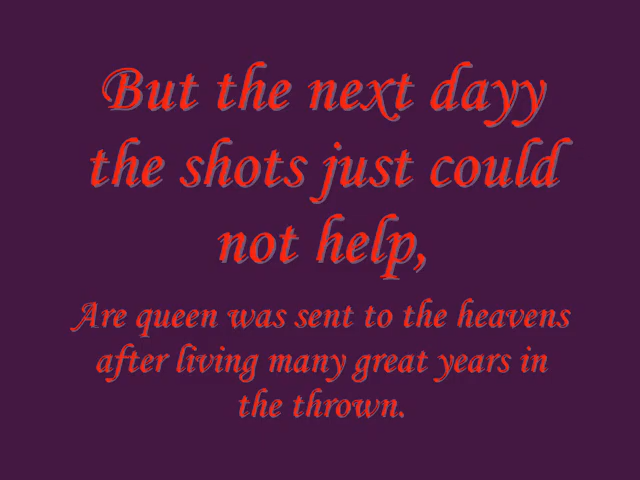 But the next dayy
the shots just could
not help,
Are queen was sent to the heavens
after living many great years in
the thrown.